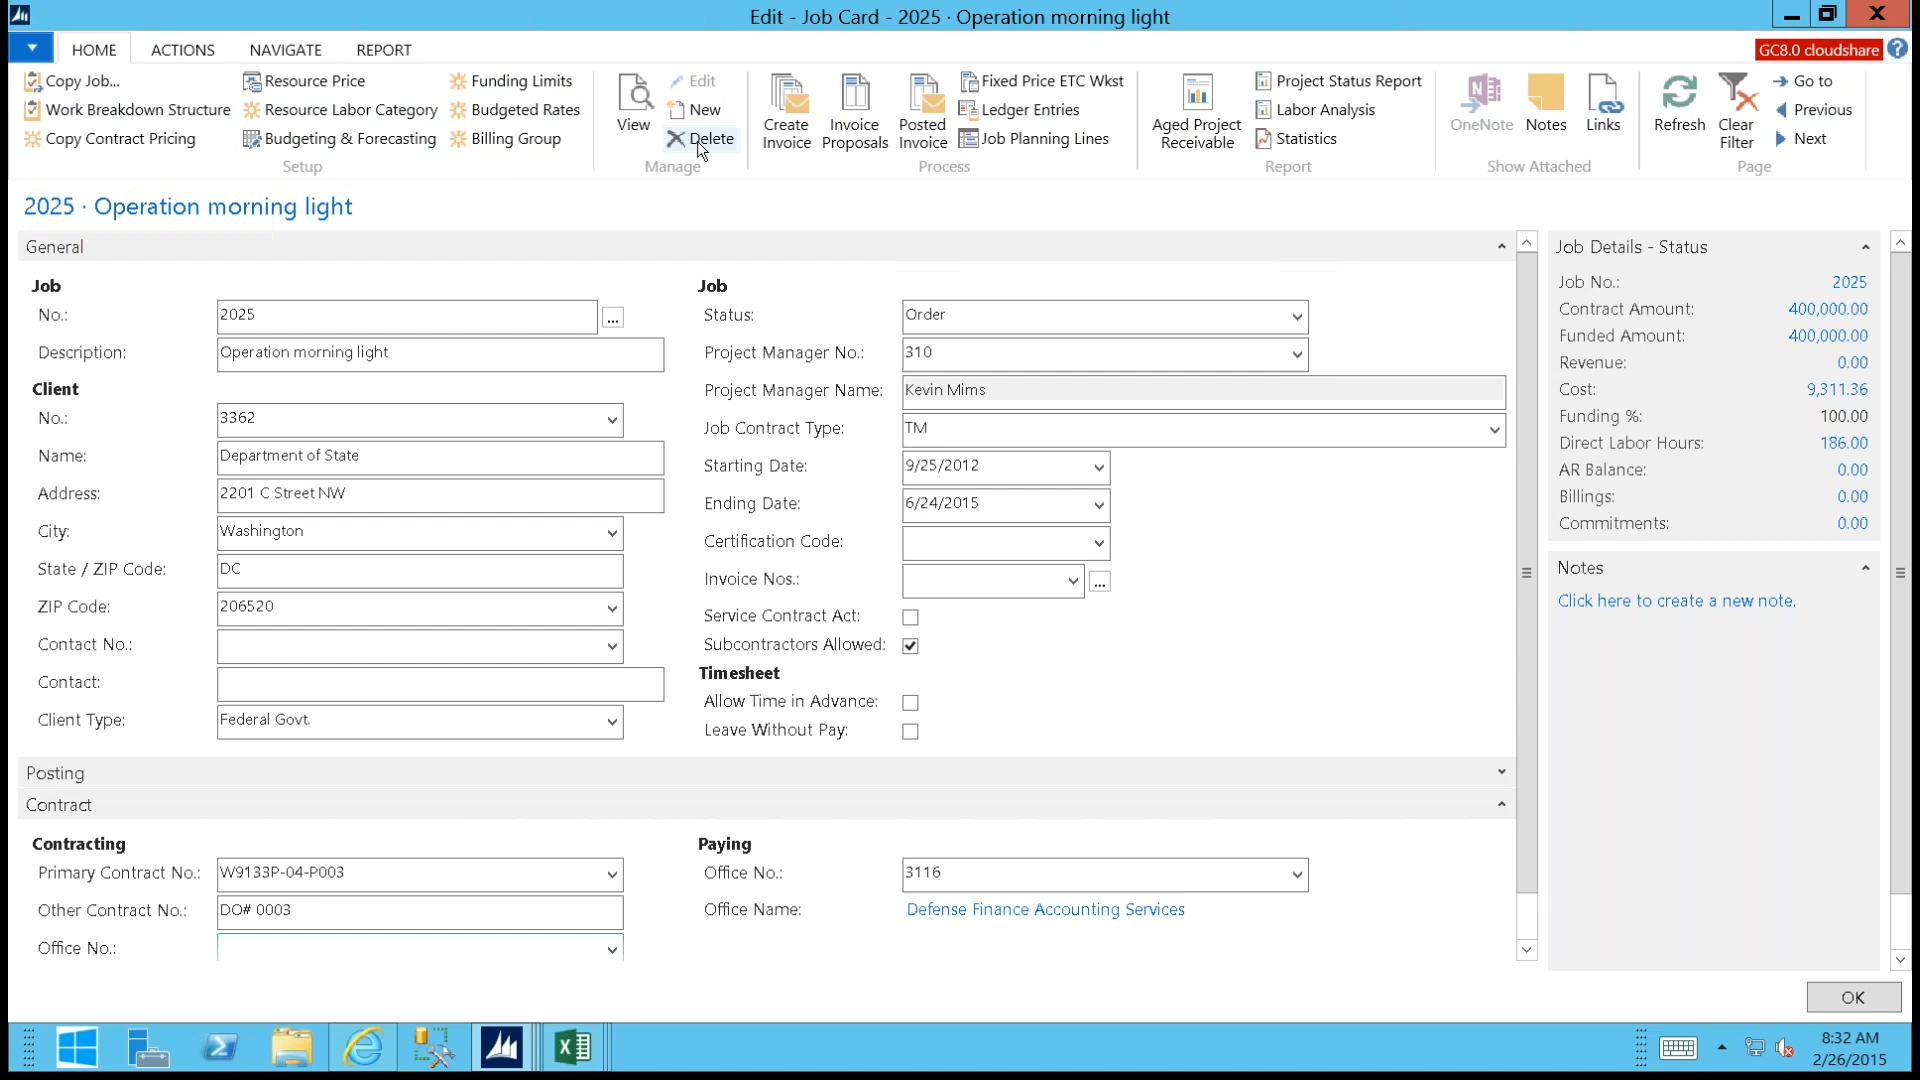 Edit - Job Card - 2025 · Operation morning light
HOME ACTIONS NAVIGATE REPORT
GC8.0 cloudshare ?
Copy Job...
Work Breakdown Structure
Copy Contract Pricing
Resource Price
Resource Labor Category
Budgeting & Forecasting
Funding Limits
Budgeted Rates
Billing Group
Setup
View
Edit
New
Delete
Manage
Create Invoice
Invoice Proposals
Posted Invoice
Fixed Price ETC Wkst
Ledger Entries
Job Planning Lines
Process
Aged Project Receivable
Project Status Report
Labor Analysis
Statistics
Report
OneNote
Notes
Links
Show Attached
Refresh
Clear Filter
Go to
Previous
Next
Page
2025 · Operation morning light
General
Job
No.: 2025 ...
Description: Operation morning light
Client
No.: 3362
Name: Department of State
Address: 2201 C Street NW
City: Washington
State / ZIP Code: DC
ZIP Code: 206520
Contact No.:
Contact:
Client Type: Federal Govt.
Job
Status: Order
Project Manager No.: 310
Project Manager Name: Kevin Mims
Job Contract Type: TM
Starting Date: 9/25/2012
Ending Date: 6/24/2015
Certification Code:
Invoice Nos.: ...
Service Contract Act:
Subcontractors Allowed:
Timesheet
Allow Time in Advance:
Leave Without Pay:
Posting
Contract
Contracting
Primary Contract No.: W9133P-04-P003
Other Contract No.: DO# 0003
Office No.:
Paying
Office No.: 3116
Office Name: Defense Finance Accounting Services
Job Details - Status
Job No.: 2025
Contract Amount: 400,000.00
Funded Amount: 400,000.00
Revenue: 0.00
Cost: 9,311.36
Funding %: 100.00
Direct Labor Hours: 186.00
AR Balance: 0.00
Billings: 0.00
Commitments: 0.00
Notes
Click here to create a new note.
OK
8:32 AM
2/26/2015